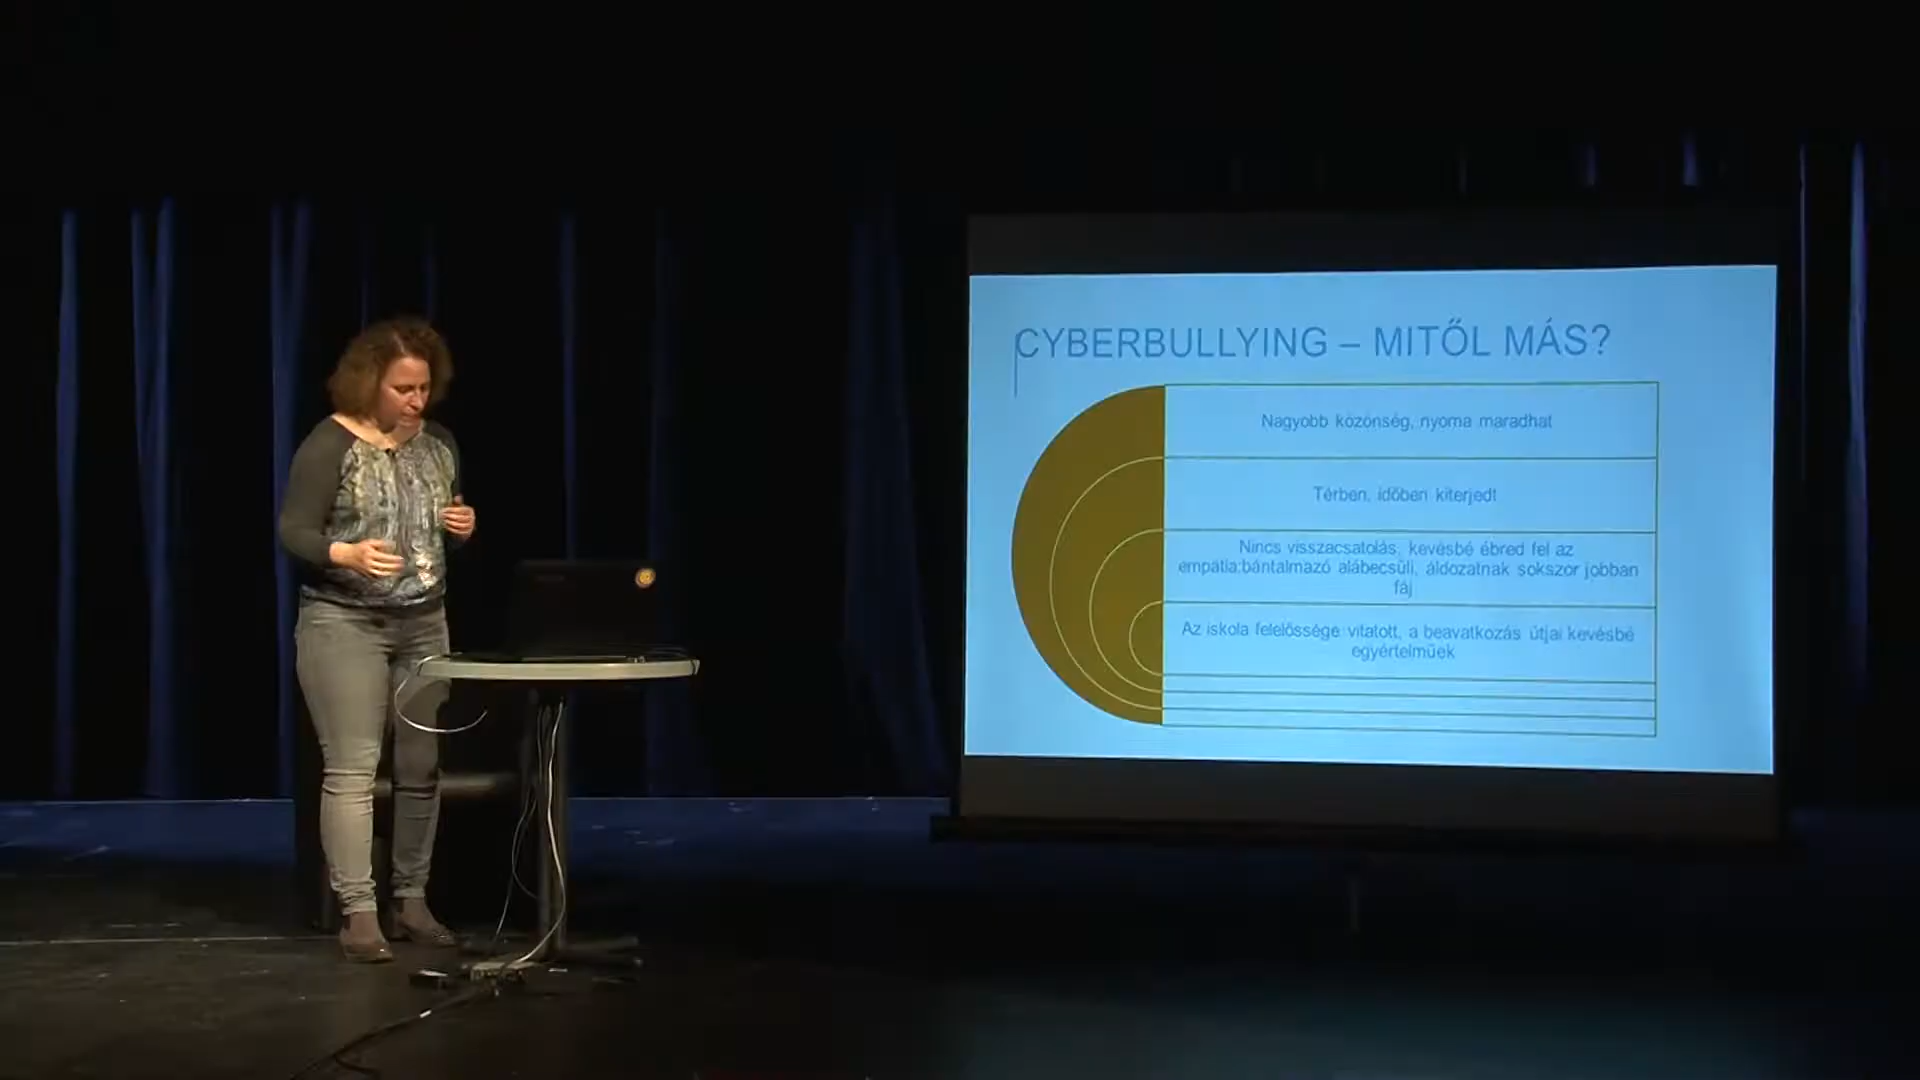 CYBERBULLYING – MITŐL MÁS?
Nagyobb közönség, nyoma maradhat
Térben, időben kiterjedt
Nincs visszacsatolás, kevésbé ébred fel az
empátia:bántalmazó alábecsüli, áldozatnak sokszor jobban
fáj
Az iskola felelőssége vitatott, a beavatkozás útjai kevésbé
egyértelműek